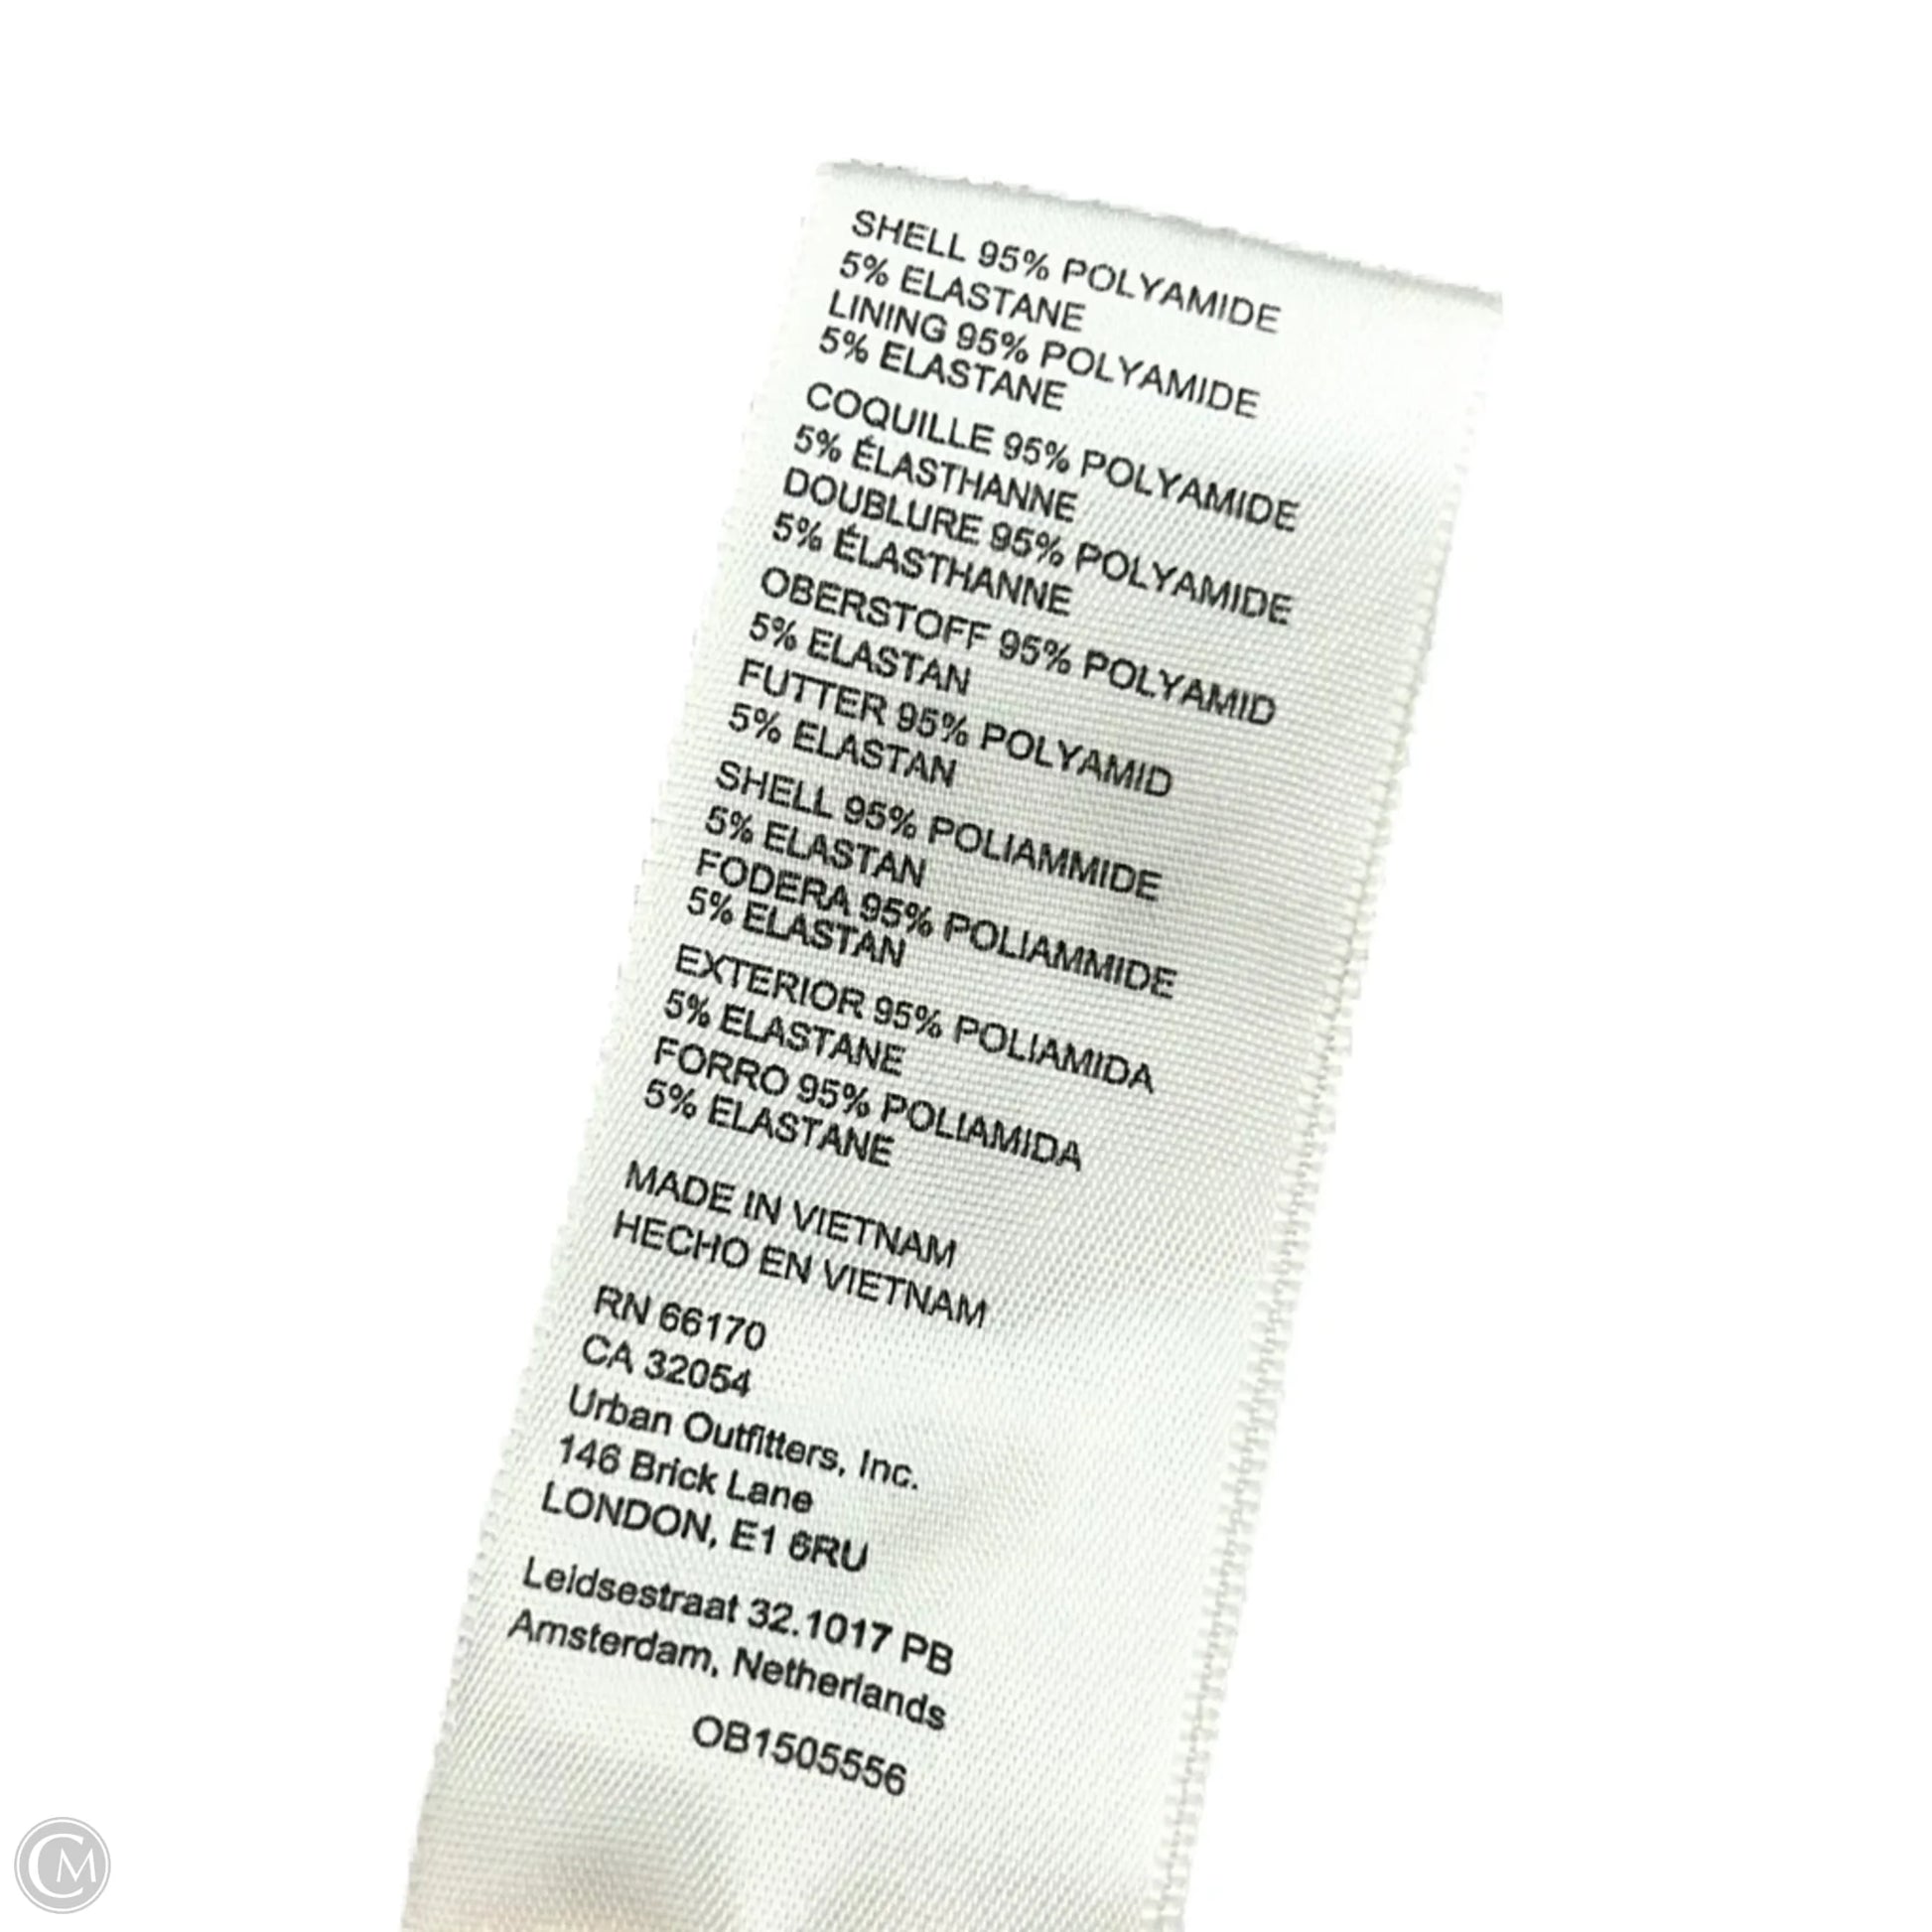 SHELL 95% POLYAMIDE
5% ELASTANE
LINING 95% POLYAMIDE
5% ELASTANE
COQUILLE 95% POLYAMIDE
5% ÉLASTHANNE
DOUBLURE 95% POLYAMIDE
5% ÉLASTHANNE
OBERSTOFF 95% POLYAMID
5% ELASTAN
FUTTER 95% POLYAMID
5% ELASTAN
SHELL 95% POLIAMMIDE
5% ELASTAN
FODERA 95% POLIAMMIDE
5% ELASTAN
EXTERIOR 95% POLIAMIDA
5% ELASTANE
FORRO 95% POLIAMIDA
5% ELASTANE
MADE IN VIETNAM
HECHO EN VIETNAM
RN 66170
CA 32054
Urban Outfitters, Inc.
146 Brick Lane
LONDON, E1 6RU
Leidsestraat 32.1017 PB
Amsterdam, Netherlands
OB1505556
CM